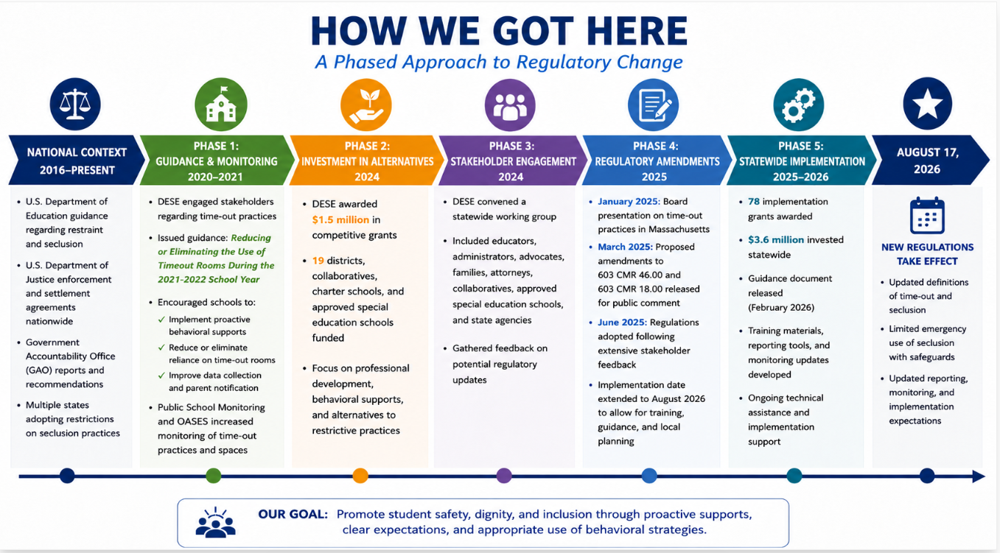 HOW WE GOT HERE
A Phased Approach to Regulatory Change
NATIONAL CONTEXT
2016–PRESENT
• U.S. Department of
Education guidance
regarding restraint
and seclusion
• U.S. Department of
Justice enforcement
and settlement
agreements
nationwide
• Government
Accountability Office
(GAO) reports and
recommendations
• Multiple states
adopting restrictions
on seclusion practices
PHASE 1:
GUIDANCE & MONITORING
2020–2021
• DESE engaged stakeholders
regarding time-out practices
• Issued guidance: Reducing
or Eliminating the Use of
Timeout Rooms During the
2021-2022 School Year
• Encouraged schools to:
✓ Implement proactive
behavioral supports
✓ Reduce or eliminate
reliance on time-out rooms
✓ Improve data collection
and parent notification
• Public School Monitoring
and OASES increased
monitoring of time-out
practices and spaces
PHASE 2:
INVESTMENT IN ALTERNATIVES
2024
• DESE awarded
$1.5 million in
competitive grants
• 19 districts,
collaboratives,
charter schools, and
approved special
education schools
funded
• Focus on professional
development,
behavioral supports,
and alternatives to
restrictive practices
PHASE 3:
STAKEHOLDER ENGAGEMENT
2024
• DESE convened a
statewide working group
• Included educators,
administrators, advocates,
families, attorneys,
collaboratives, approved
special education schools,
and state agencies
• Gathered feedback on
potential regulatory
updates
PHASE 4:
REGULATORY AMENDMENTS
2025
• January 2025: Board
presentation on time-out
practices in Massachusetts
• March 2025: Proposed
amendments to
603 CMR 46.00 and
603 CMR 18.00 released
for public comment
• June 2025: Regulations
adopted following
extensive stakeholder
feedback
• Implementation date
extended to August 2026
to allow for training,
guidance, and local
planning
PHASE 5:
STATEWIDE IMPLEMENTATION
2025–2026
• 78 implementation
grants awarded
• $3.6 million invested
statewide
• Guidance document
released
(February 2026)
• Training materials,
reporting tools, and
monitoring updates
developed
• Ongoing technical
assistance and
implementation
support
AUGUST 17,
2026
NEW REGULATIONS
TAKE EFFECT
• Updated definitions
of time-out and
seclusion
• Limited emergency
use of seclusion
with safeguards
• Updated reporting,
monitoring, and
implementation
expectations
OUR GOAL: Promote student safety, dignity, and inclusion through proactive supports,
clear expectations, and appropriate use of behavioral strategies.